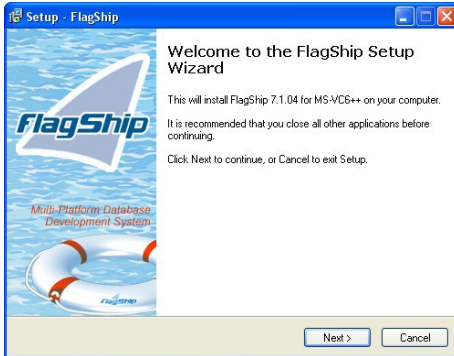 Setup - FlagShip
Welcome to the FlagShip Setup
Wizard
This will install FlagShip 7.1.04 for MS-VC6++ on your computer.
It is recommended that you close all other applications before
continuing.
Click Next to continue, or Cancel to exit Setup.
FlagShip
Multi-Platform Database
Development System
FlagShip
Next >
Cancel